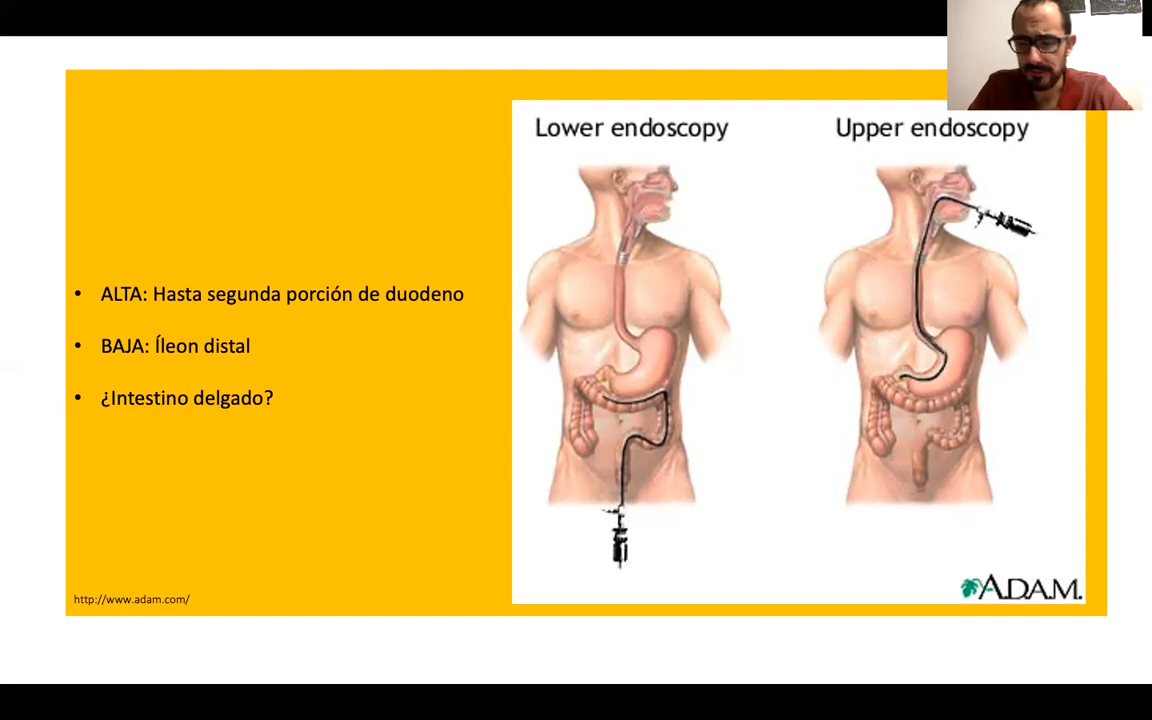 Lower endoscopy
Upper endoscopy
• ALTA: Hasta segunda porción de duodeno
• BAJA: Íleon distal
• ¿Intestino delgado?
http://www.adam.com/
A.D.A.M.